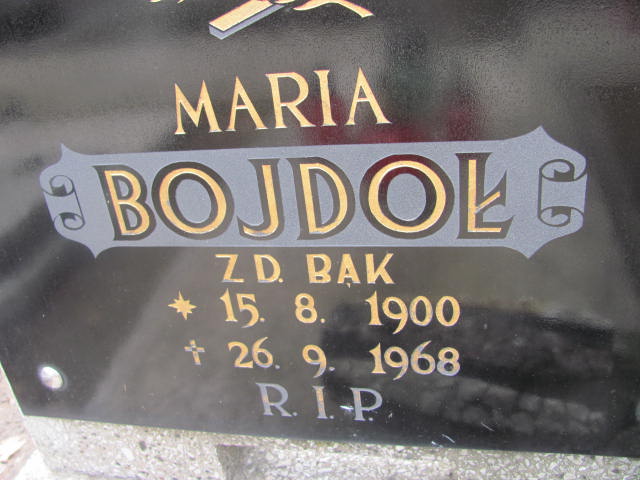 MARIA
BOJDOŁ
Z D. BĄK
* 15. 8. 1900
† 26. 9. 1968
R. I. P.